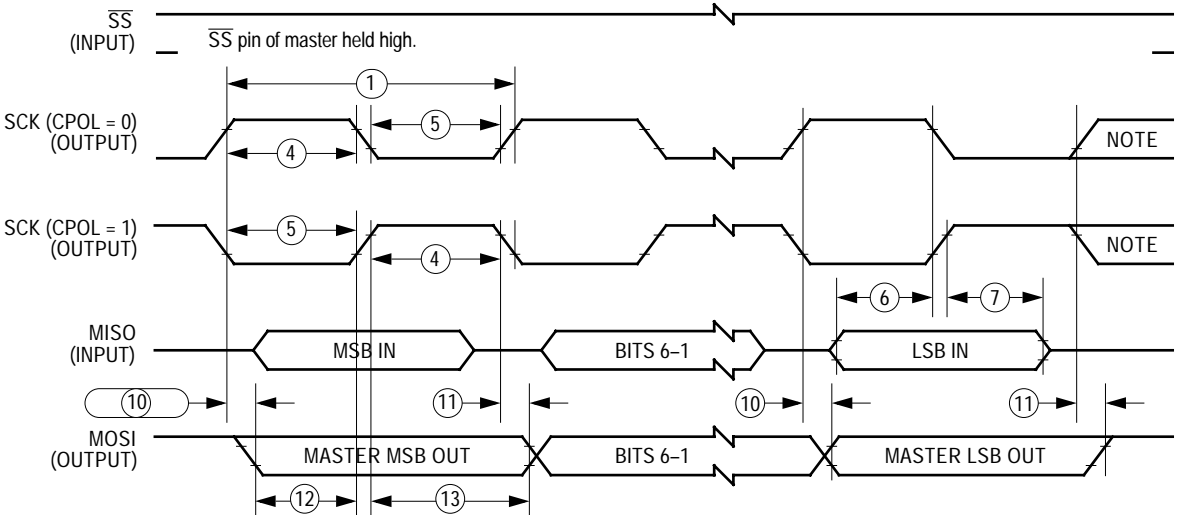 SS
(INPUT)
SS pin of master held high.
1
SCK (CPOL = 0)
(OUTPUT)
5
4
NOTE
SCK (CPOL = 1)
(OUTPUT)
5
4
NOTE
6
7
MISO
(INPUT)
MSB IN
BITS 6–1
LSB IN
10
11
10
11
MOSI
(OUTPUT)
MASTER MSB OUT
BITS 6–1
MASTER LSB OUT
12
13